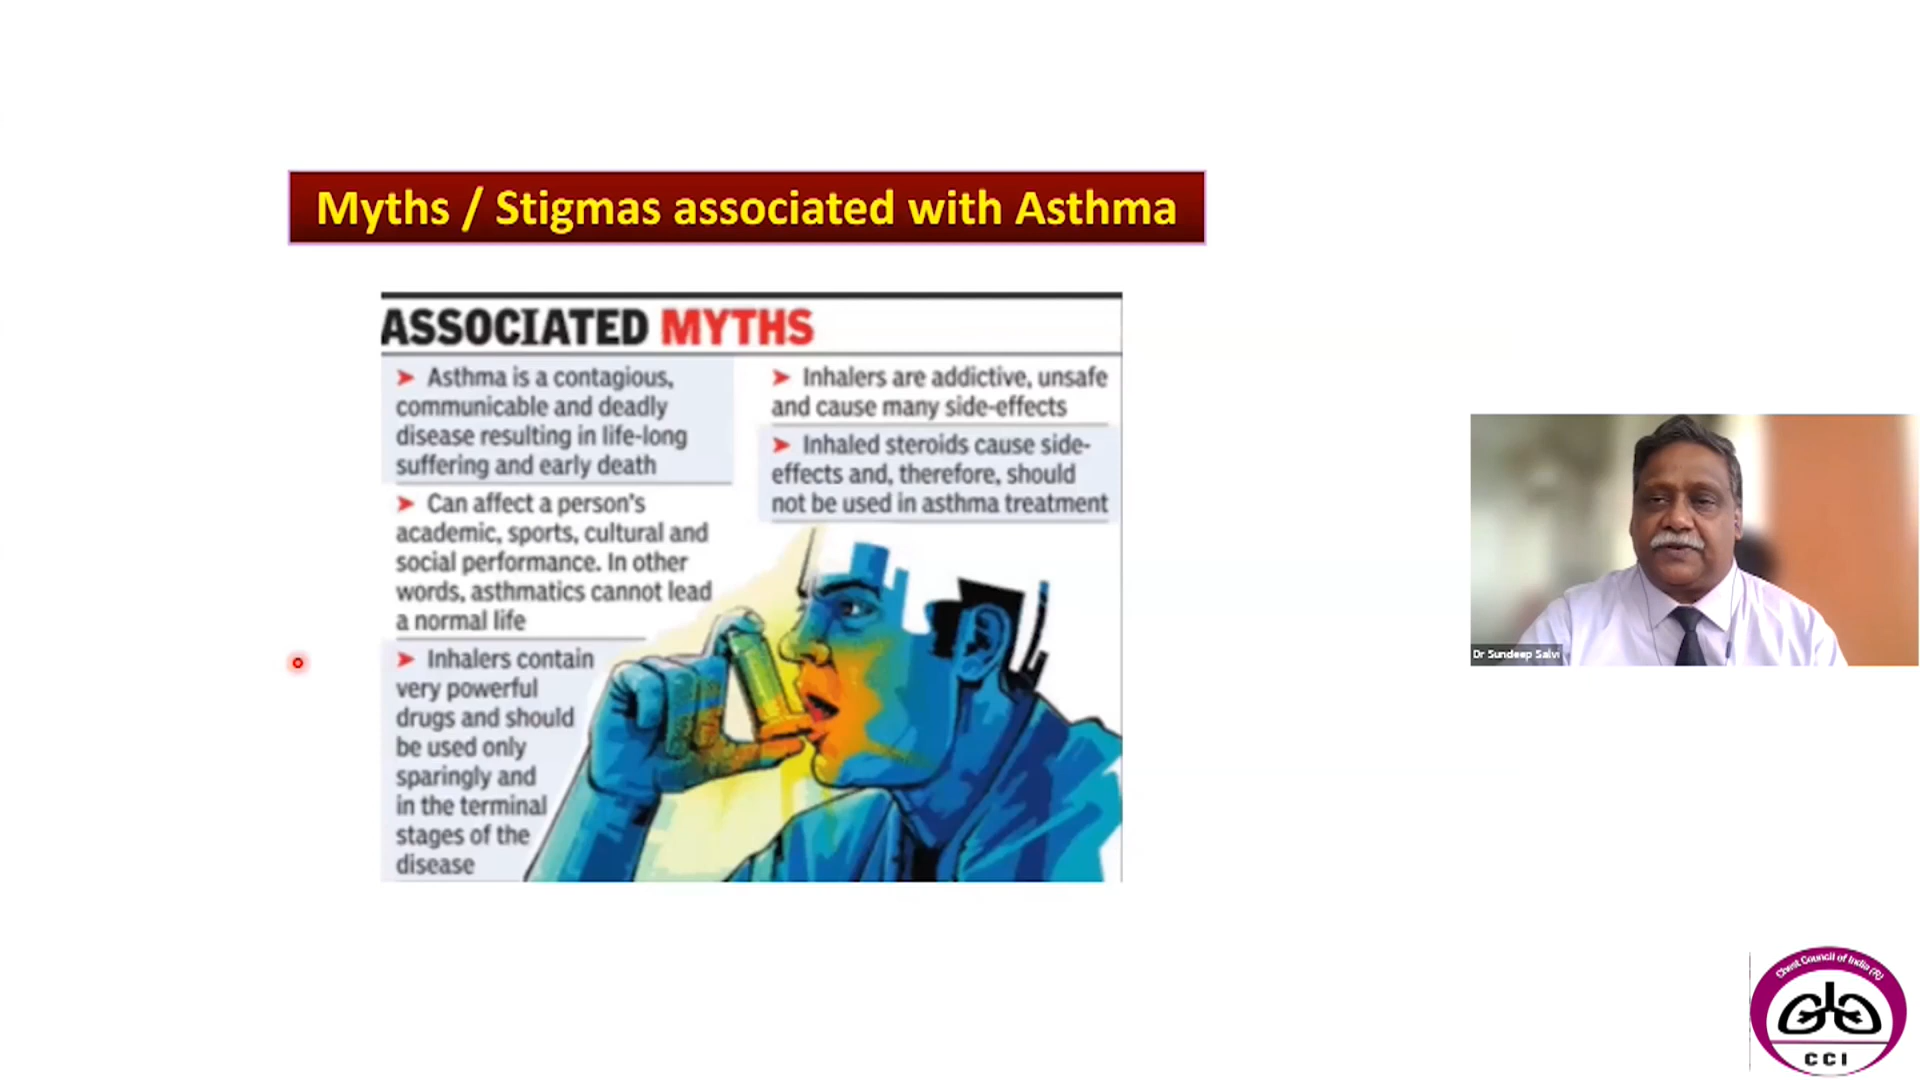 Myths / Stigmas associated with Asthma
ASSOCIATED MYTHS
➤ Asthma is a contagious,
communicable and deadly
disease resulting in life-long
suffering and early death
➤ Can affect a person's
academic, sports, cultural and
social performance. In other
words, asthmatics cannot lead
a normal life
➤ Inhalers contain
very powerful
drugs and should
be used only
sparingly and
in the terminal
stages of the
disease
➤ Inhalers are addictive, unsafe
and cause many side-effects
➤ Inhaled steroids cause side-
effects and, therefore, should
not be used in asthma treatment
Dr Sundeep Salvi
Chest Council of India (R)
CCI